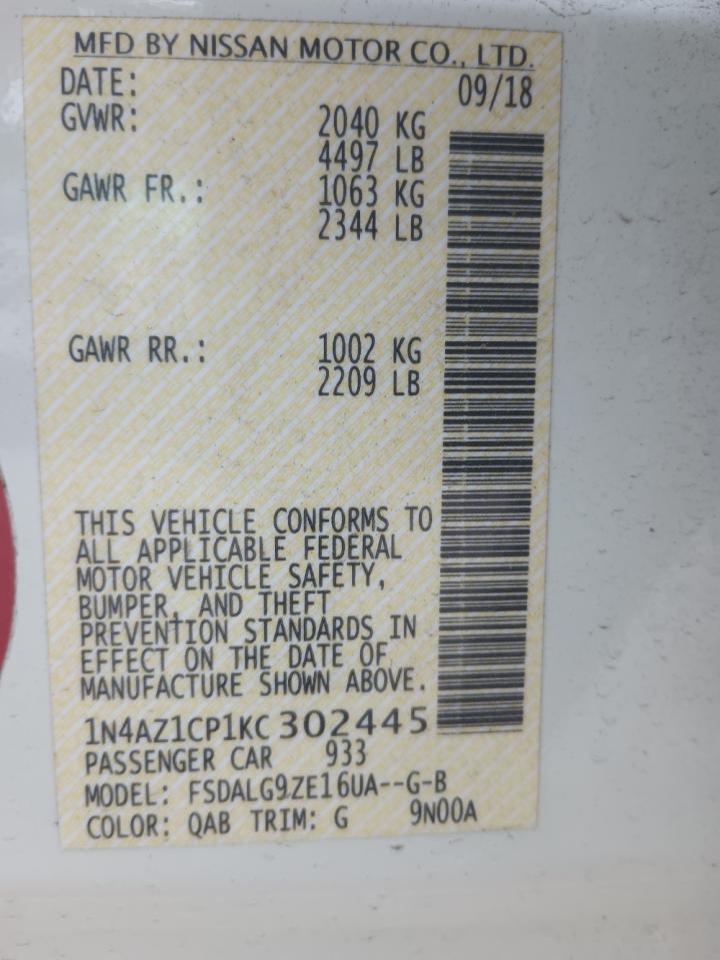 MFD BY NISSAN MOTOR CO., LTD.
DATE: 09/18
GVWR: 2040 KG
4497 LB
GAWR FR.: 1063 KG
2344 LB
GAWR RR.: 1002 KG
2209 LB
THIS VEHICLE CONFORMS TO
ALL APPLICABLE FEDERAL
MOTOR VEHICLE SAFETY,
BUMPER, AND THEFT
PREVENTION STANDARDS IN
EFFECT ON THE DATE OF
MANUFACTURE SHOWN ABOVE.
1N4AZ1CP1KC302445
PASSENGER CAR 933
MODEL: FSDALG9ZE16UA--G-B
COLOR: QAB TRIM: G 9N00A